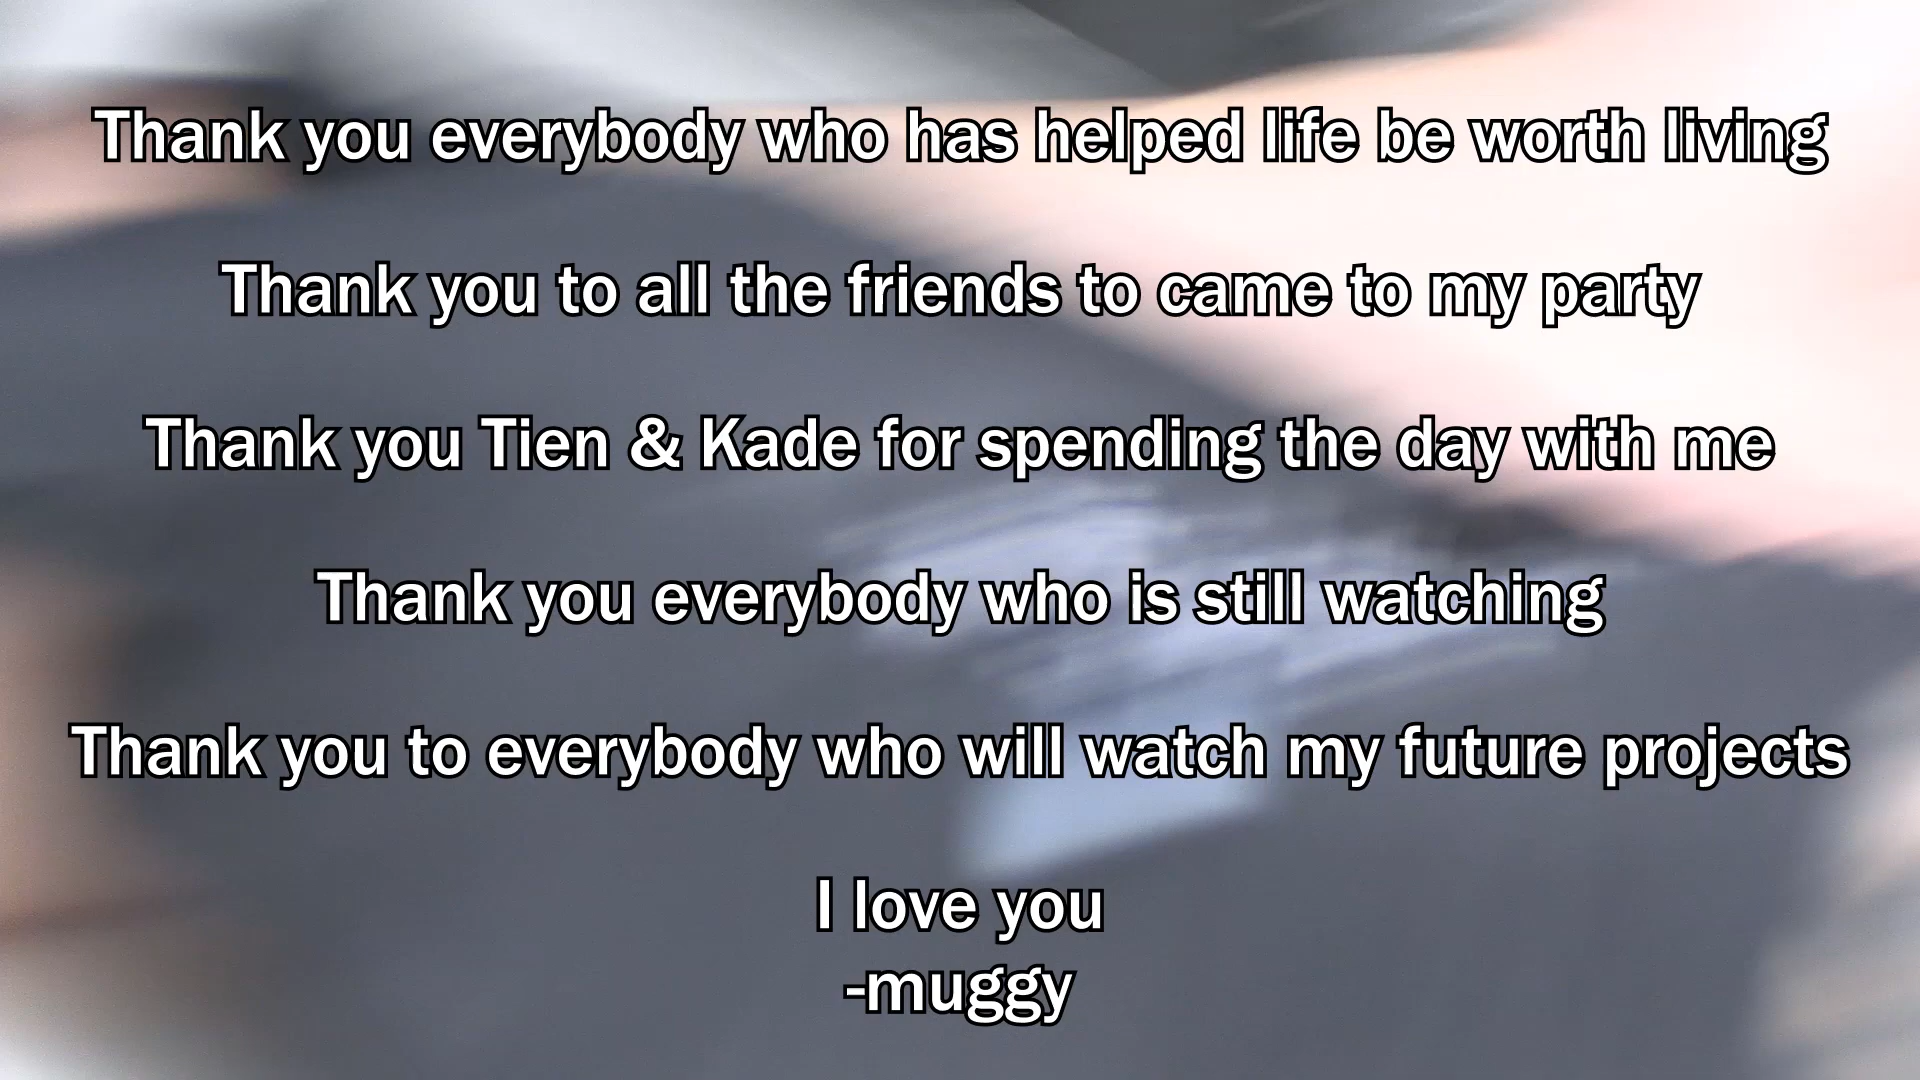 Thank you everybody who has helped life be worth living
Thank you to all the friends to came to my party
Thank you Tien & Kade for spending the day with me
Thank you everybody who is still watching
Thank you to everybody who will watch my future projects
I love you
-muggy